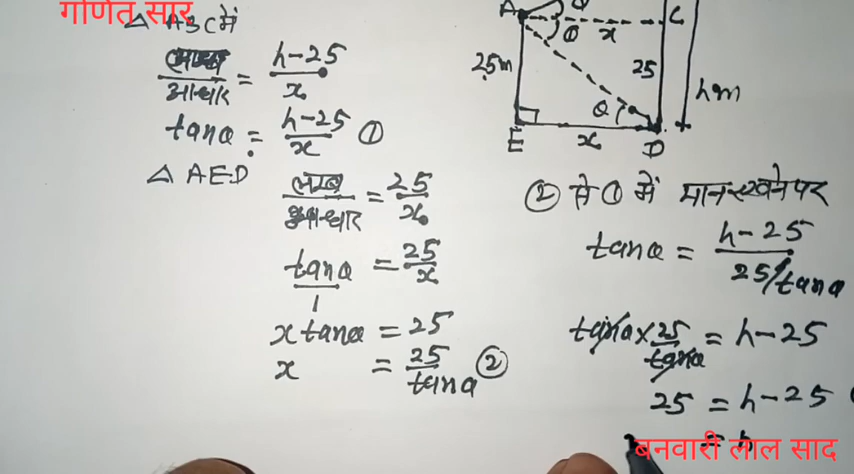 गणित सार
△ ABC में
लम्ब/आधार = h-25/x
tanθ = h-25/x ①
△ AED
लम्ब/आधार = 25/x
tanθ/1 = 25/x
x tanθ = 25
x = 25/tanθ ②
A θ C
θ x
25m 25 hm
θ
E x D
② से ① में मान रखने पर
tanθ = h-25/25/tanθ
tanθ × 25/tanθ = h-25
25 = h-25
= h
बनवारी लाल साद